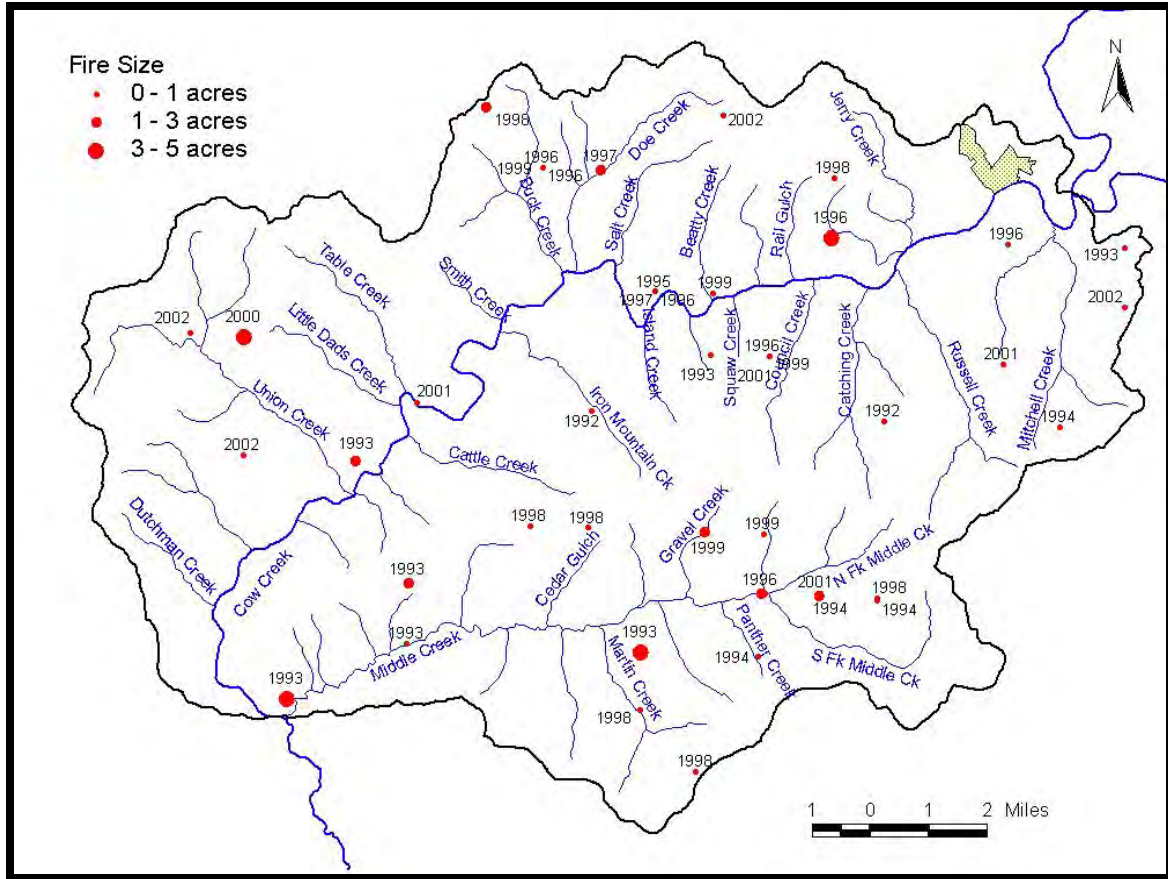 Fire Size
0 - 1 acres
1 - 3 acres
3 - 5 acres
N
1998
2002
Doe Creek
Jerry Creek
1996
1997
1999
1996
Buck Creek
Salt Creek
Beatty Creek
Rail Gulch
1998
1996
1996
1993
Table Creek
Smith Creek
1995
1997
1996
1999
2002
2002
2000
Little Dads Creek
Island Creek
1993
Squaw Creek
1996
2001
1999
Council Creek
Catching Creek
Russell Creek
2001
Mitchell Creek
2001
Union Creek
Iron Mountain Ck
1992
1992
1994
2002
1993
Cattle Creek
Dutchman Creek
Cow Creek
1998
1998
Cedar Gulch
Gravel Creek
1999
1999
N Fk Middle Ck
1993
1996
2001
1994
1998
1994
1993
Middle Creek
1993
Martin Creek
Panther Creek
1994
S Fk Middle Ck
1993
1998
1998
1 0 1 2 Miles